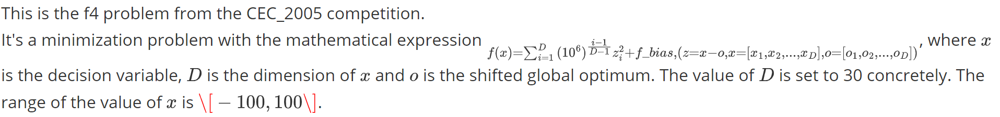 This is the f4 problem from the CEC_2005 competition.
It's a minimization problem with the mathematical expression f(x)=∑_{i=1}^{D}(10^6)^{\frac{i-1}{D-1}}z_i^2+f_bias,(z=x−o,x=[x_1,x_2,...,x_D],o=[o_1,o_2,...,o_D]), where x
is the decision variable, D is the dimension of x and o is the shifted global optimum. The value of D is set to 30 concretely. The
range of the value of x is \[ − 100, 100\].